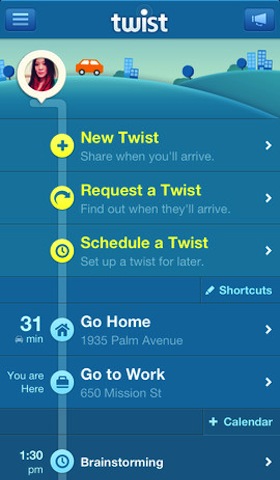 twist
New Twist
Share when you'll arrive.
Request a Twist
Find out when they'll arrive.
Schedule a Twist
Set up a twist for later.
Shortcuts
31
min
Go Home
1935 Palm Avenue
You are
Here
Go to Work
650 Mission St
+ Calendar
1:30
pm
Brainstorming